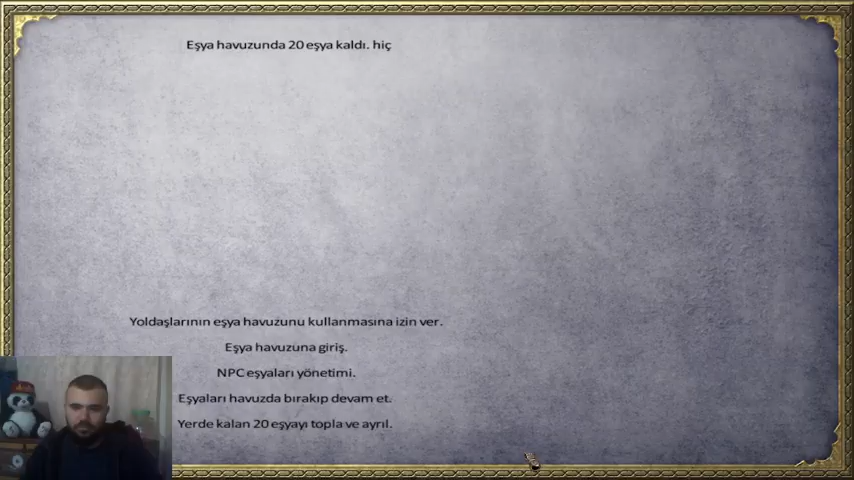 Eşya havuzunda 20 eşya kaldı. hiç
Yoldaşlarının eşya havuzunu kullanmasına izin ver.
Eşya havuzuna giriş.
NPC eşyaları yönetimi.
Eşyaları havuzda bırakıp devam et.
Yerde kalan 20 eşyayı topla ve ayrıl.